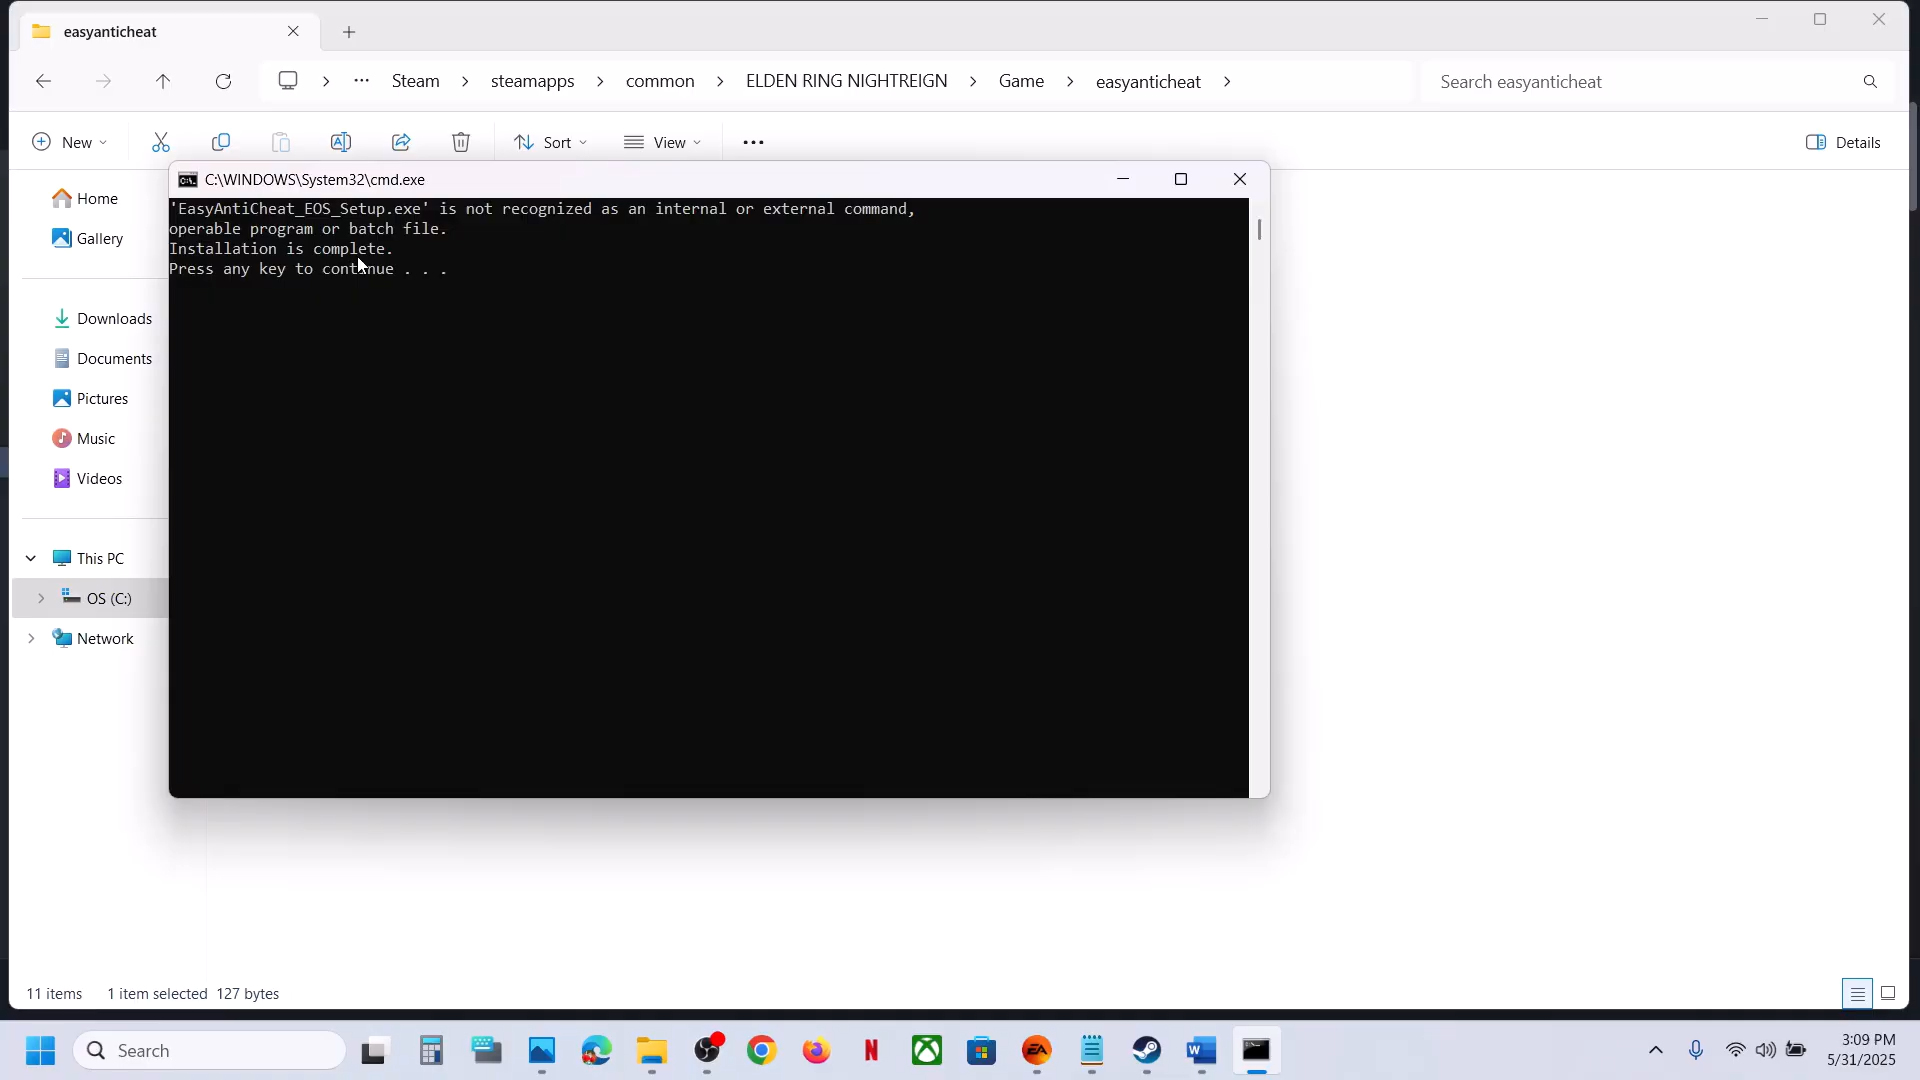 easyanticheat
Steam
steamapps
common
ELDEN RING NIGHTREIGN
Game
easyanticheat
Search easyanticheat
New
Sort
View
Details
C:\WINDOWS\System32\cmd.exe
'EasyAntiCheat_EOS_Setup.exe' is not recognized as an internal or external command,
operable program or batch file.
Installation is complete.
Press any key to continue . . .
Home
Gallery
Downloads
Documents
Pictures
Music
Videos
This PC
OS (C:)
Network
11 items 1 item selected 127 bytes
Search
3:09 PM
5/31/2025